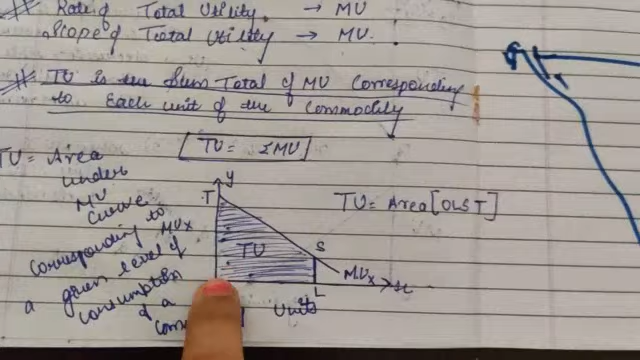 Rate of Total Utility. → MU
Scope of Total Utility → MU.
TU is the Sum Total of MU Corresponding
to Each unit of the Commodity
TU = ΣMU
TU = Area
under
MU
Curve
corresponding to
a given level of
consumption
of a
MUx
y
T
TU
S
MUx
x
L
Units
TU = Area [OLST]